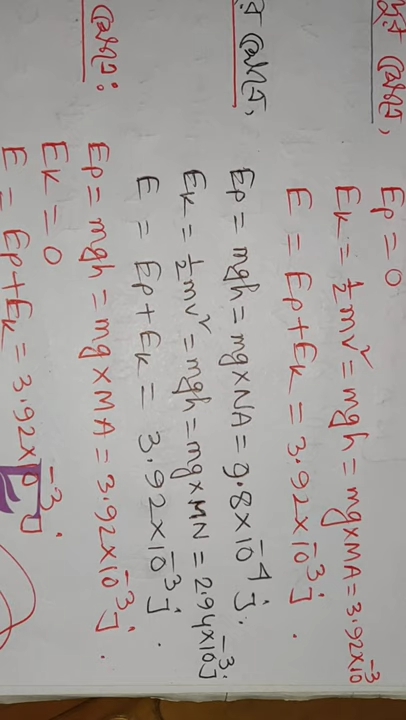 ক্ষেত্রে, Ep = 0
Ek = ½mv² = mgh = mg×MA = 3.92×10⁻³
E = Ep + Ek = 3.92×10⁻³ J.
ক্ষেত্রে, Ep = mgh = mg×NA = 9.8×10⁻⁴ j.
Ek = ½mv² = mgh = mg×MN = 2.94×10⁻³ J
E = Ep + Ek = 3.92×10⁻³ j.
ক্ষেত্রে: Ep = mgh = mg×MA = 3.92×10⁻³ J.
Ek = 0
E = Ep + Ek = 3.92×10⁻³ J.